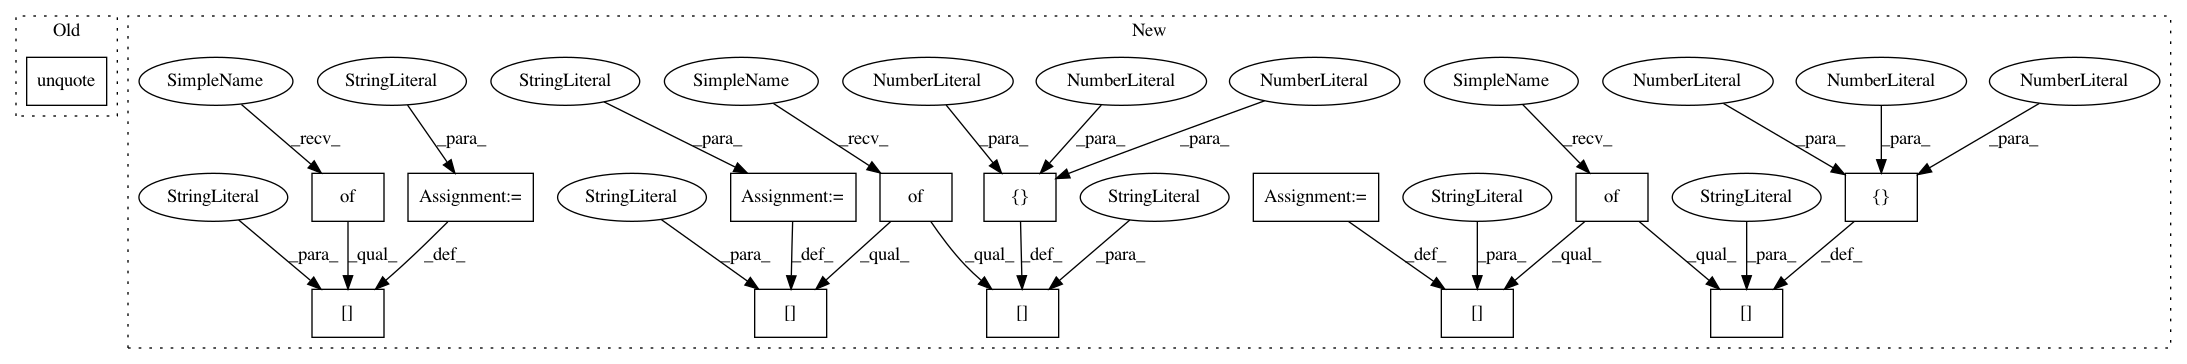 Old
New
unquote
SimpleName
StringLiteral
StringLiteral
SimpleName
NumberLiteral
NumberLiteral
NumberLiteral
SimpleName
NumberLiteral
NumberLiteral
NumberLiteral
_recv_
_para_
_para_
_recv_
_para_
_para_
_para_
_recv_
_para_
_para_
_para_
StringLiteral
of
Assignment:=
StringLiteral
Assignment:=
of
{}
StringLiteral
Assignment:=
StringLiteral
of
StringLiteral
{}
_para_
_qual_
_def_
_para_
_def_
_qual_
_qual_
_def_
_para_
_def_
_para_
_qual_
_qual_
_para_
_def_
[]
[]
[]
[]
[]